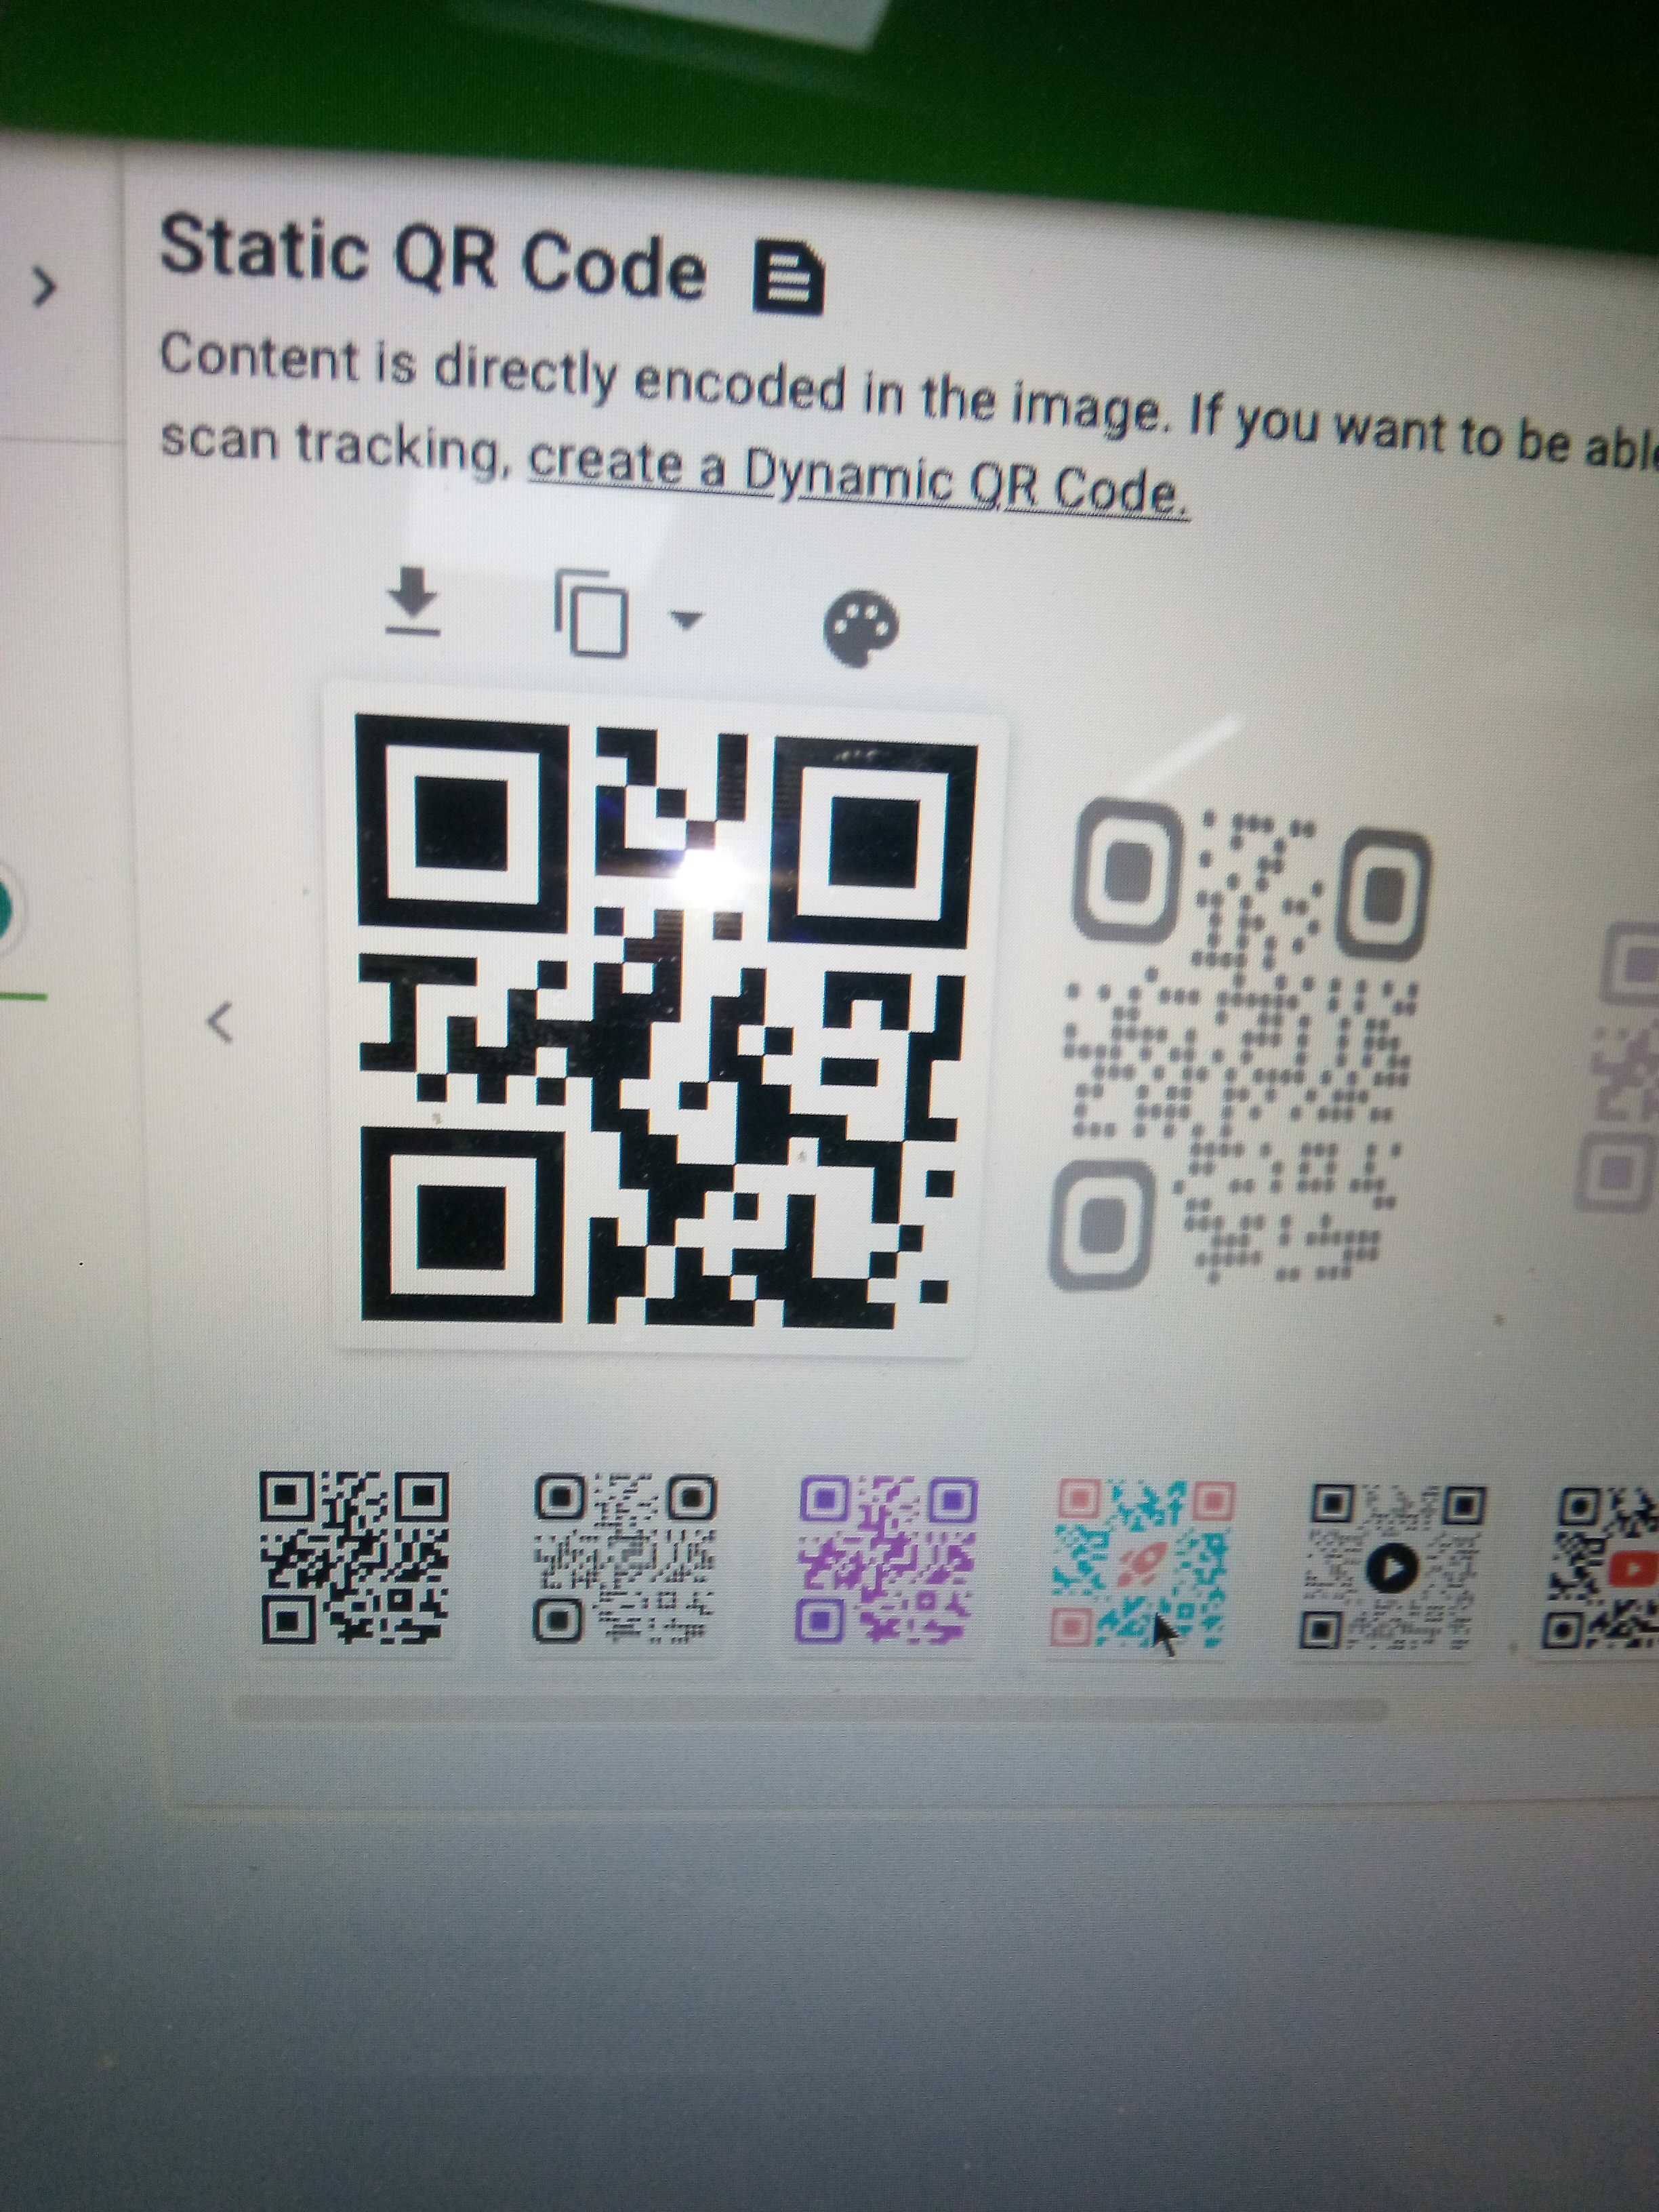 Static QR Code
Content is directly encoded in the image. If you want to be able
scan tracking, create a Dynamic QR Code.